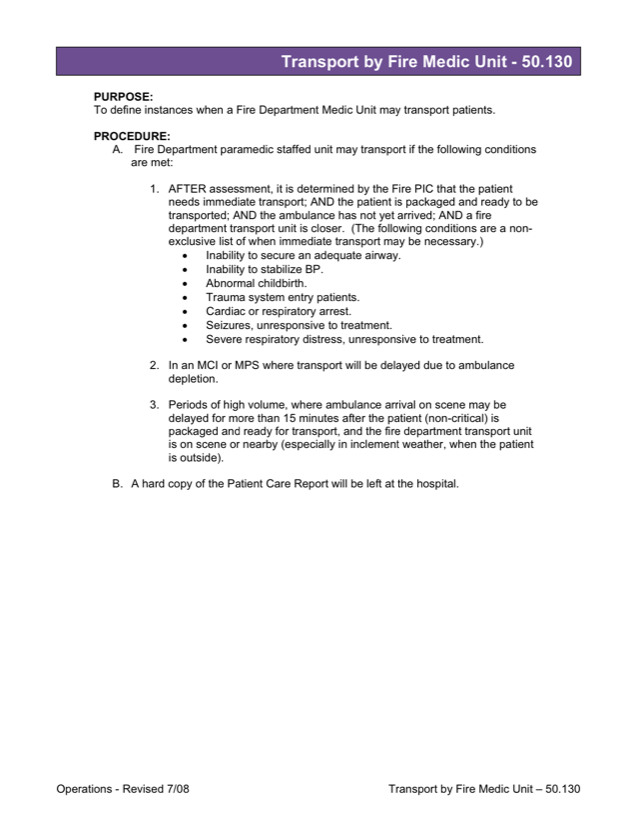 Transport by Fire Medic Unit - 50.130
PURPOSE:
To define instances when a Fire Department Medic Unit may transport patients.
PROCEDURE:
A. Fire Department paramedic staffed unit may transport if the following conditions
are met:
1. AFTER assessment, it is determined by the Fire PIC that the patient
needs immediate transport; AND the patient is packaged and ready to be
transported; AND the ambulance has not yet arrived; AND a fire
department transport unit is closer. (The following conditions are a non-
exclusive list of when immediate transport may be necessary.)
• Inability to secure an adequate airway.
• Inability to stabilize BP.
• Abnormal childbirth.
• Trauma system entry patients.
• Cardiac or respiratory arrest.
• Seizures, unresponsive to treatment.
• Severe respiratory distress, unresponsive to treatment.
2. In an MCI or MPS where transport will be delayed due to ambulance
depletion.
3. Periods of high volume, where ambulance arrival on scene may be
delayed for more than 15 minutes after the patient (non-critical) is
packaged and ready for transport, and the fire department transport unit
is on scene or nearby (especially in inclement weather, when the patient
is outside).
B. A hard copy of the Patient Care Report will be left at the hospital.
Operations - Revised 7/08
Transport by Fire Medic Unit – 50.130